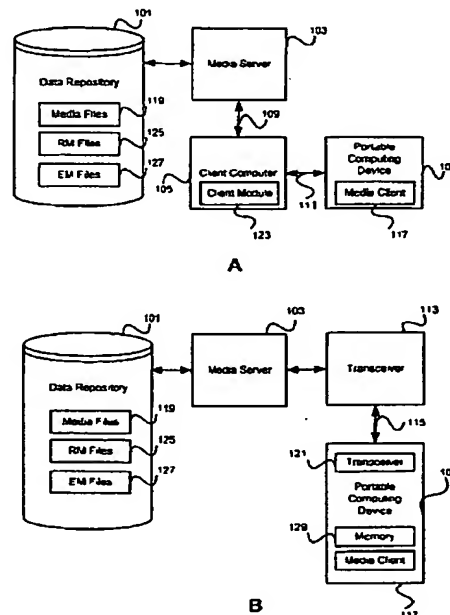 101
103
Data Repository
Media Server
Media Files
119
RM Files
125
EM Files
127
109
105
Client Computer
Client Module
123
111
Portable
Computing
Device
Media Client
117
10
A
101
103
113
Data Repository
Media Server
Transceiver
Media Files
119
RM Files
125
EM Files
127
115
121
Transceiver
Portable
Computing
Device
10
129
Memory
Media Client
B